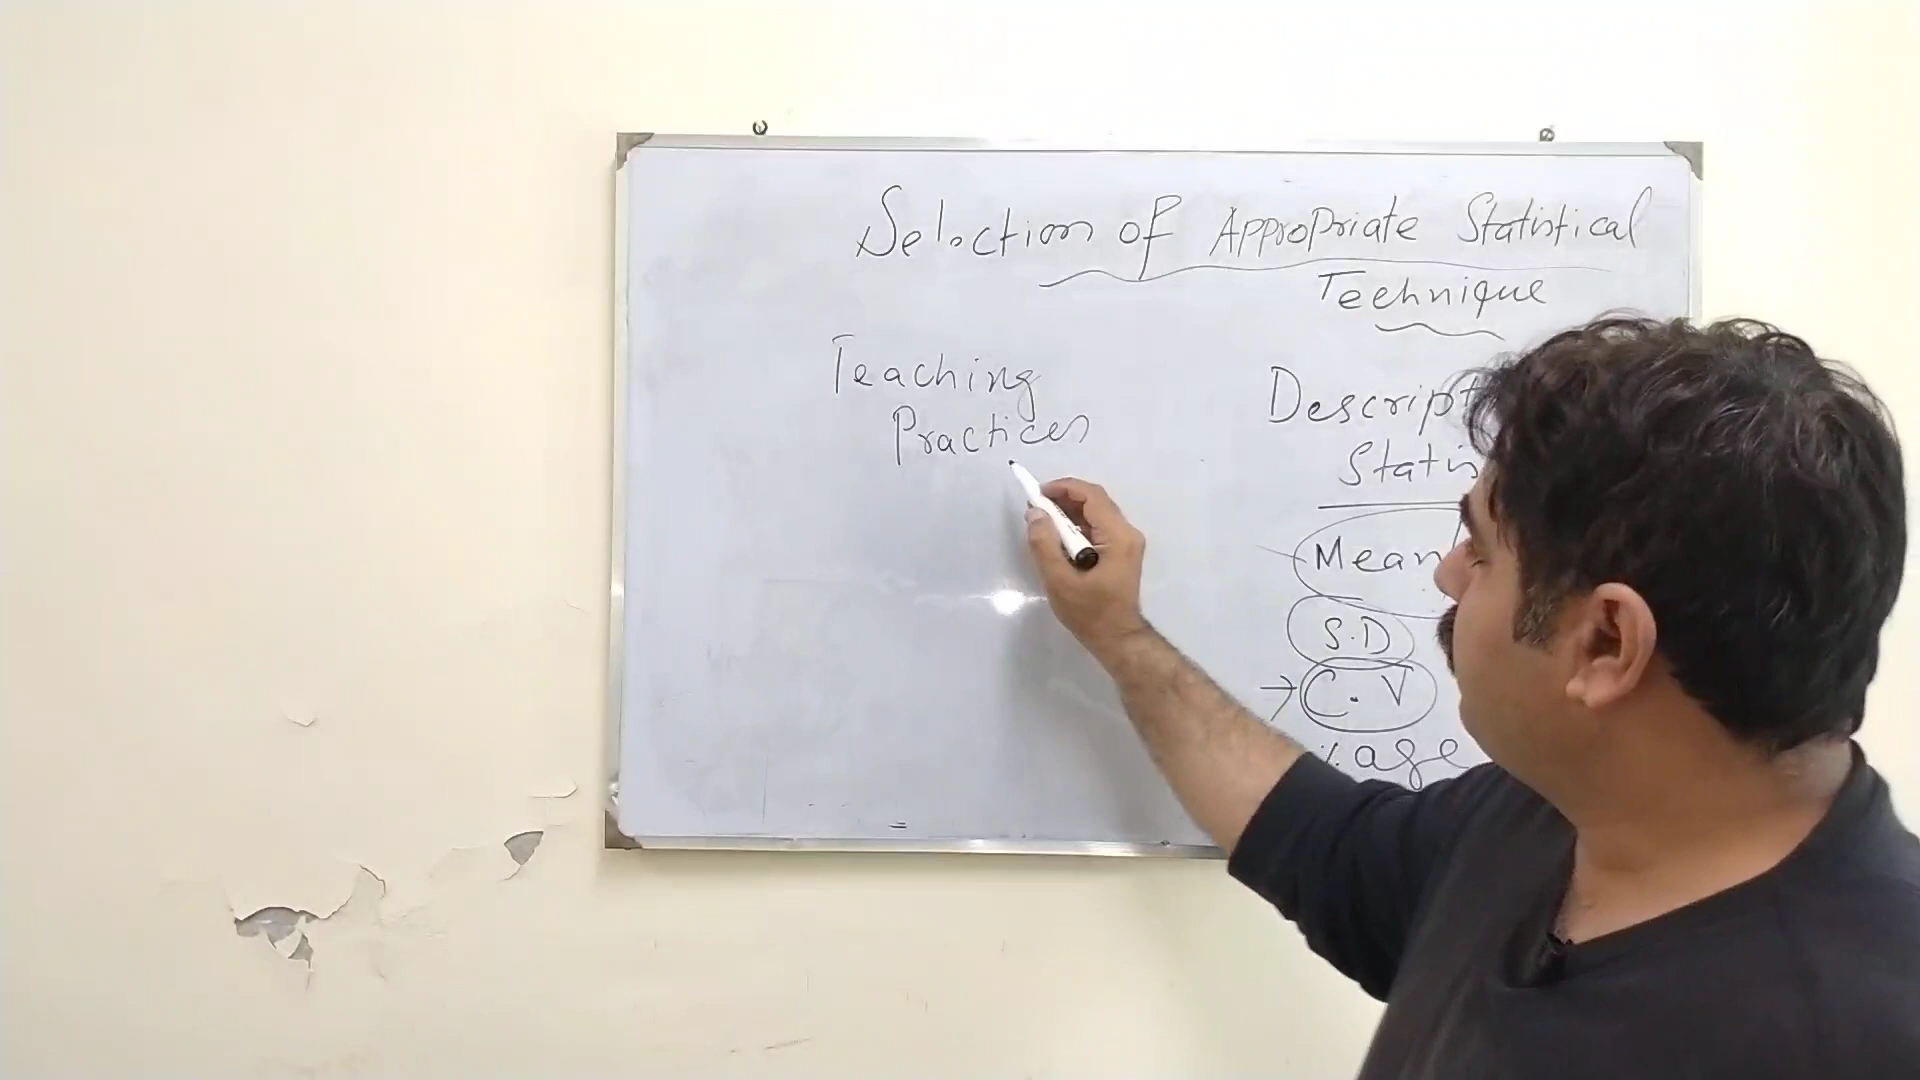 Selection of Appropriate Statistical
Technique
Teaching
Practices
Descript
Statis
Mean
S.D
C.V
%age